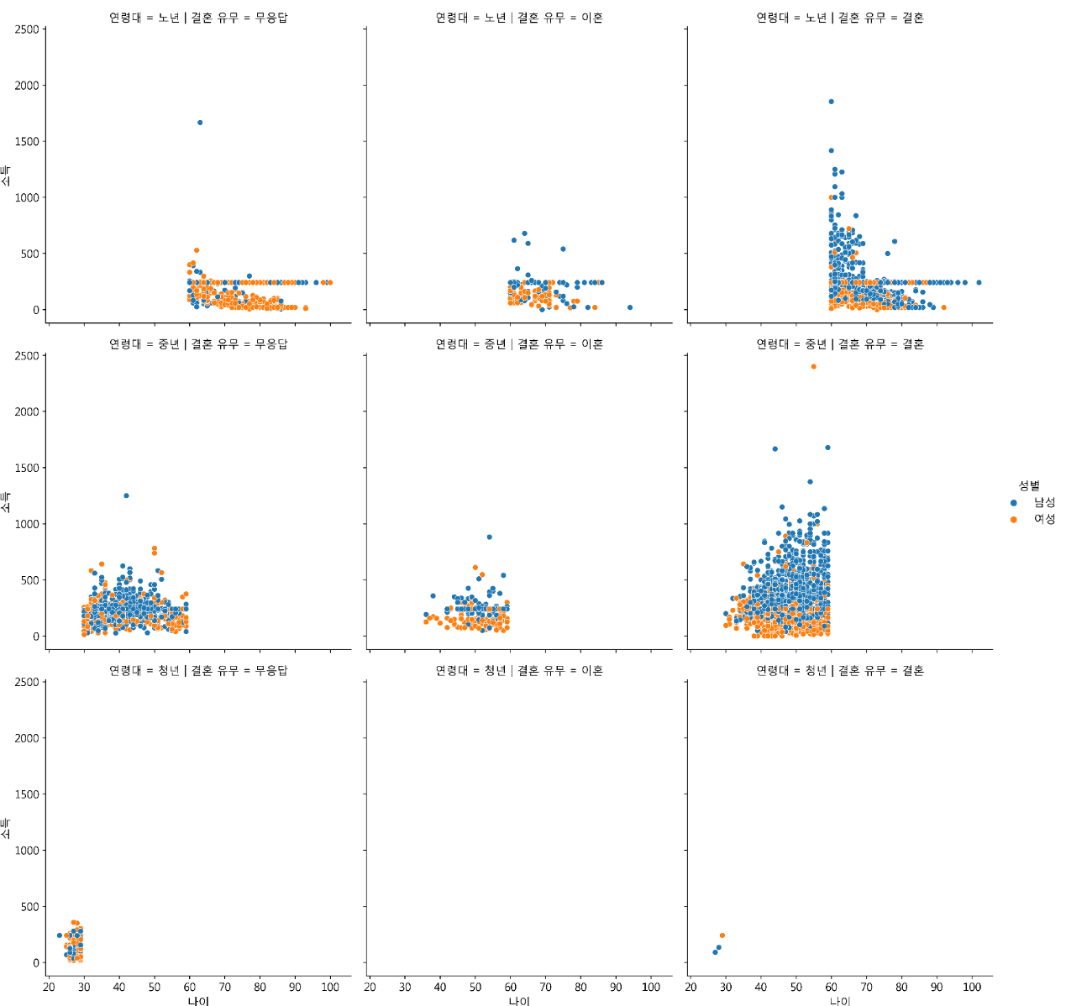 연령대 = 노년 | 결혼 유무 = 무응답
연령대 = 노년 | 결혼 유무 = 이혼
연령대 = 노년 | 결혼 유무 = 결혼
2500
2000
1500
1000
500
0
소득
연령대 = 중년 | 결혼 유무 = 무응답
연령대 = 중년 | 결혼 유무 = 이혼
연령대 = 중년 | 결혼 유무 = 결혼
2500
2000
1500
1000
500
0
소득
성별
남성
여성
연령대 = 청년 | 결혼 유무 = 무응답
연령대 = 청년 | 결혼 유무 = 이혼
연령대 = 청년 | 결혼 유무 = 결혼
2500
2000
1500
1000
500
0
소득
20 30 40 50 60 70 80 90 100
나이
20 30 40 50 60 70 80 90 100
나이
20 30 40 50 60 70 80 90 100
나이